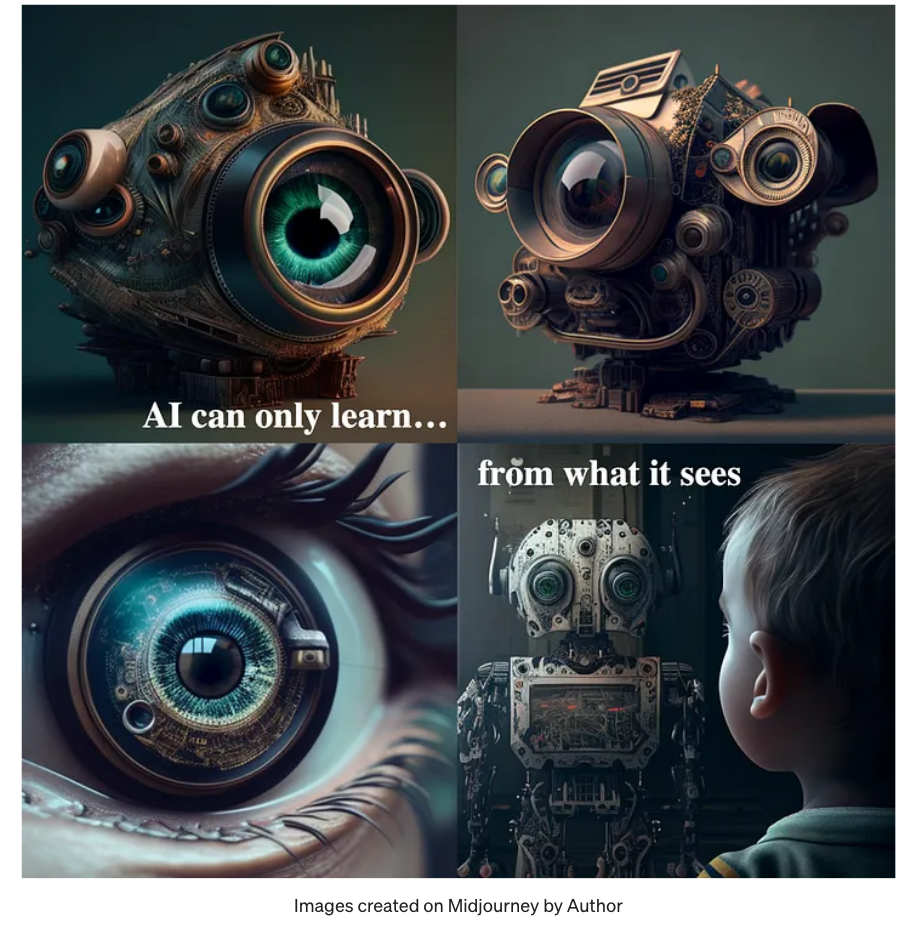 AI can only learn...
from what it sees
Images created on Midjourney by Author